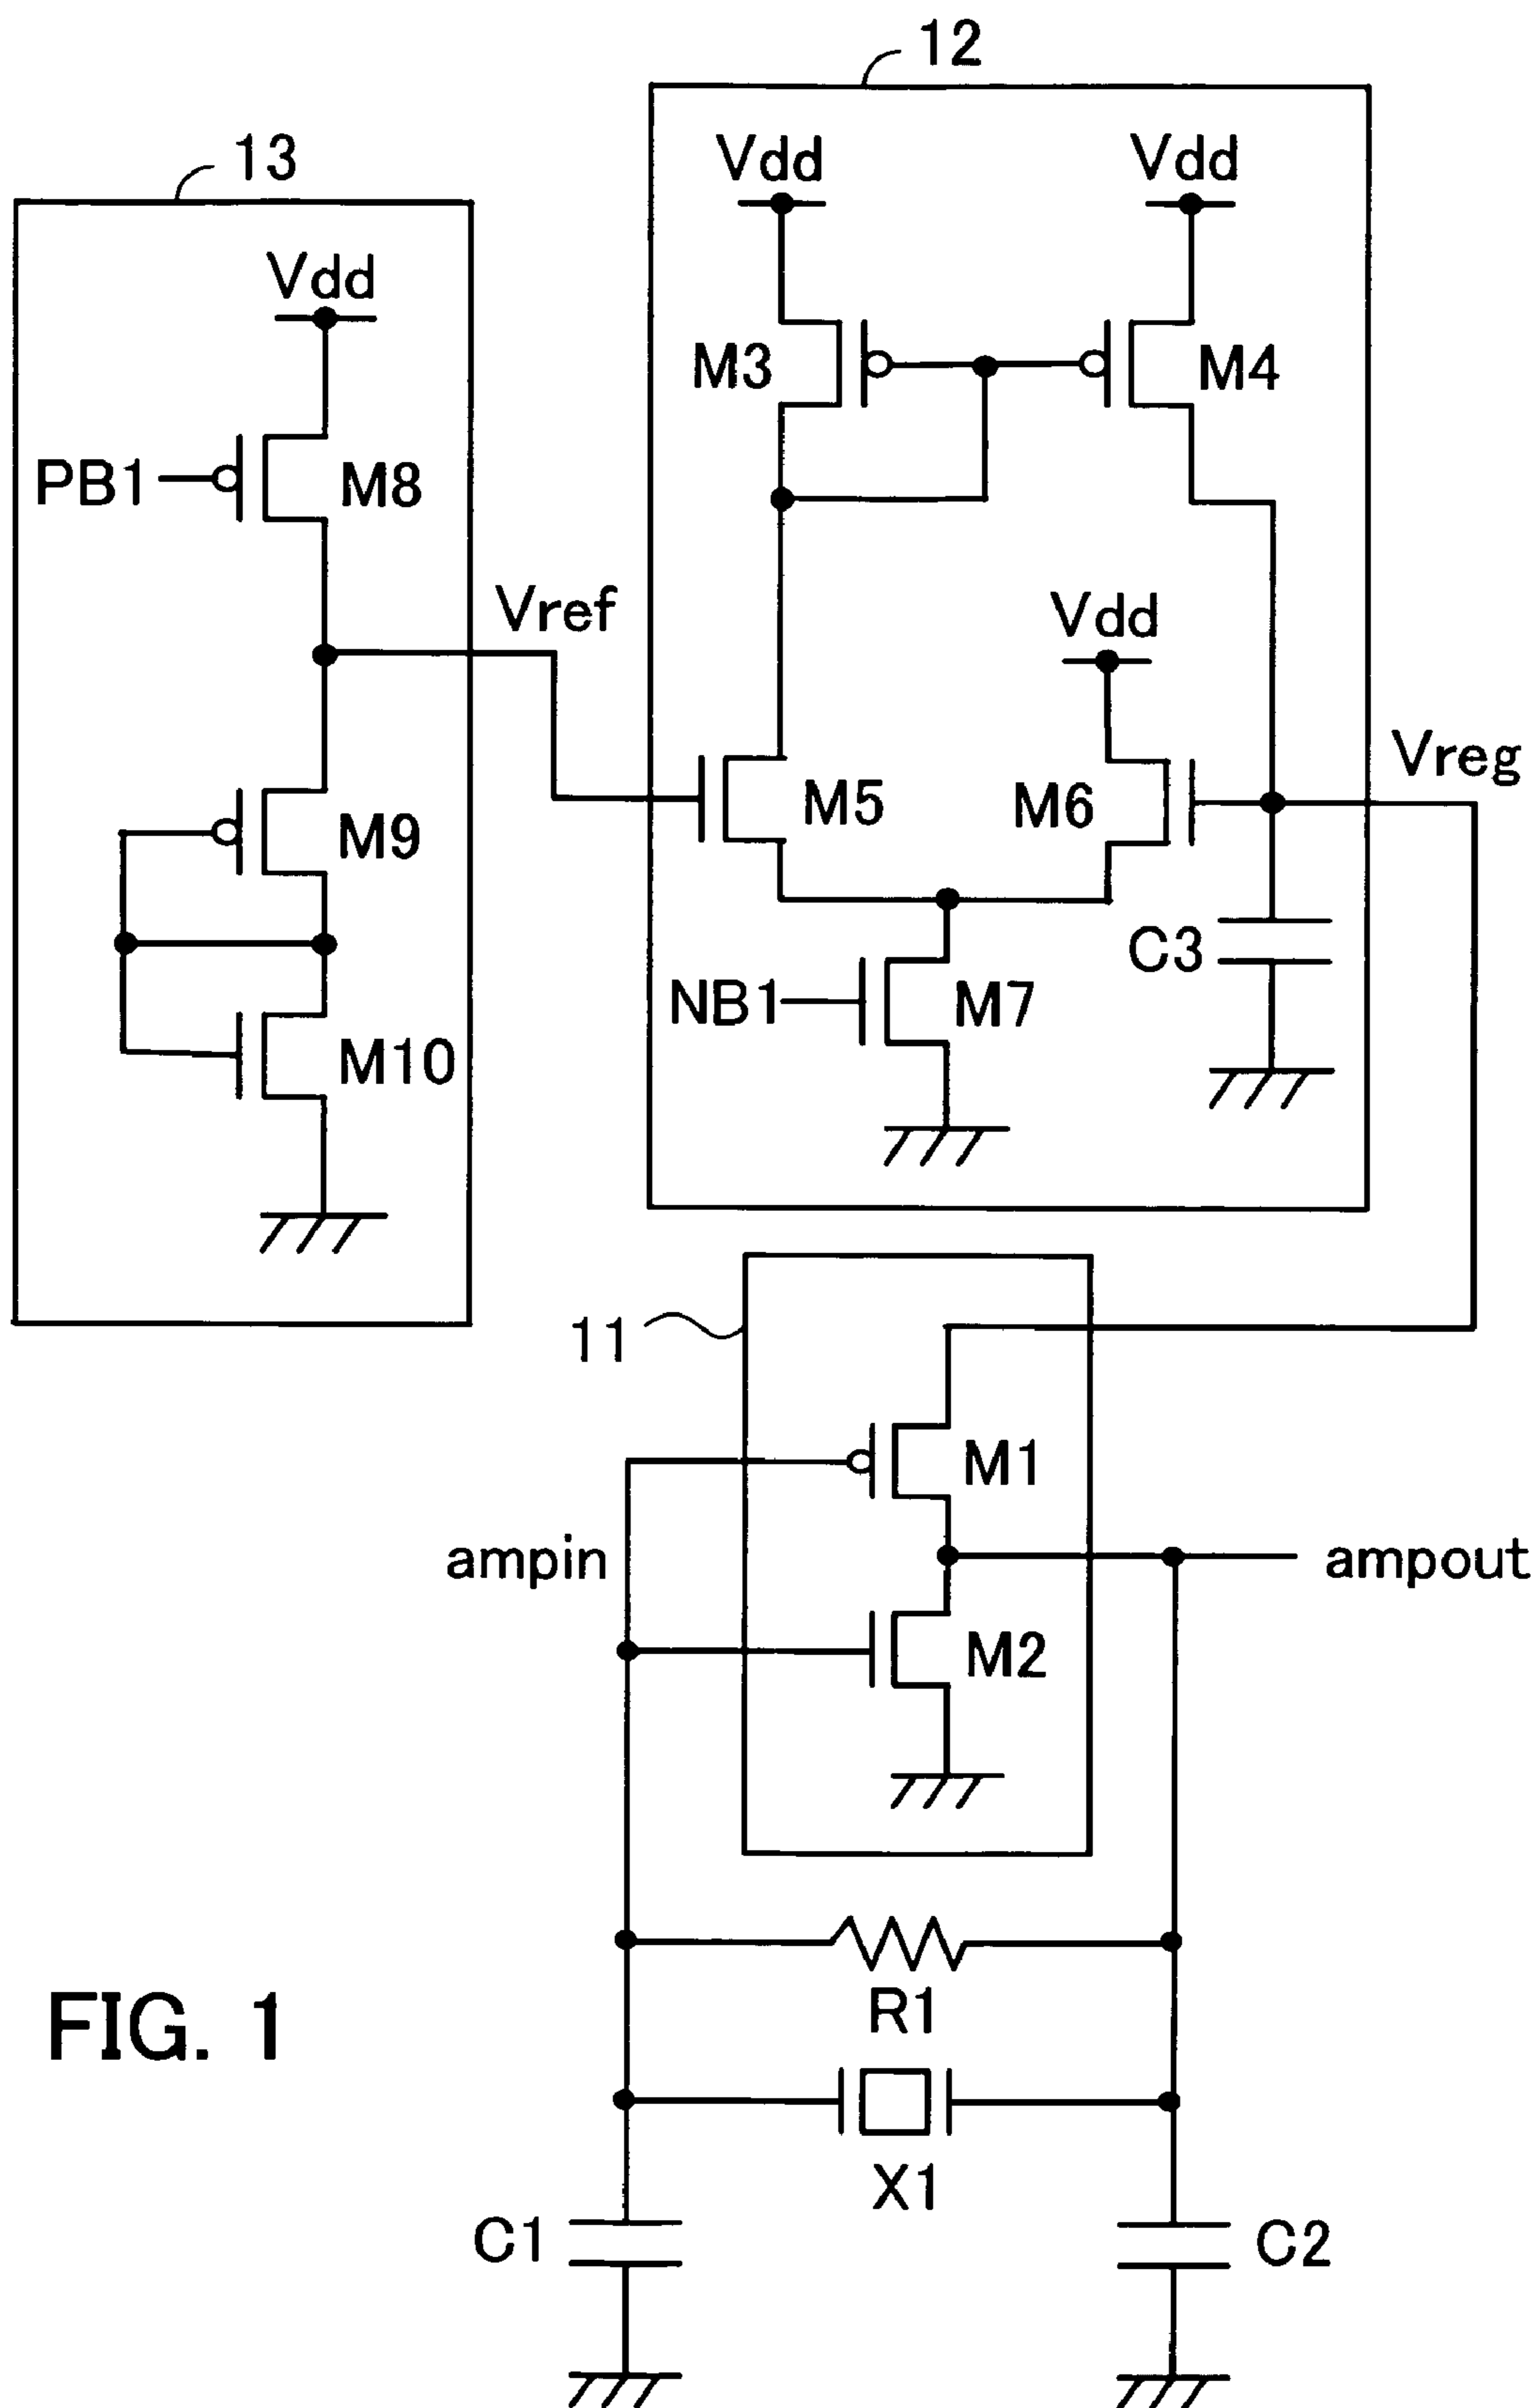 12
13
Vdd
Vdd
Vdd
M3
M4
PB1
M8
Vref
Vdd
Vreg
M5
M6
M9
C3
NB1
M7
M10
11
M1
ampin
ampout
M2
R1
FIG. 1
X1
C1
C2